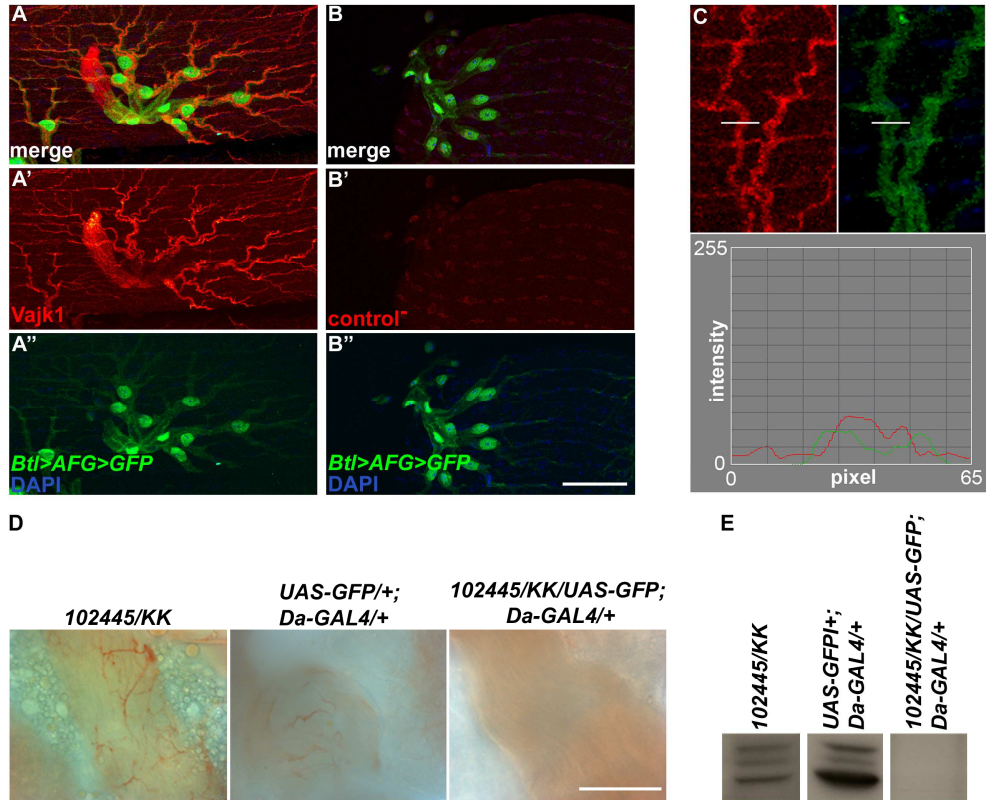 A
merge
B
merge
A’
Vajk1
B’
control-
A’’
Btl>AFG>GFP
DAPI
B’’
Btl>AFG>GFP
DAPI
C
255
intensity
0
0
pixel
65
D
102445/KK
UAS-GFP/+;
Da-GAL4/+
102445/KK/UAS-GFP;
Da-GAL4/+
E
102445/KK
UAS-GFPI+;
Da-GAL4/+
102445/KK/UAS-GFP;
Da-GAL4/+